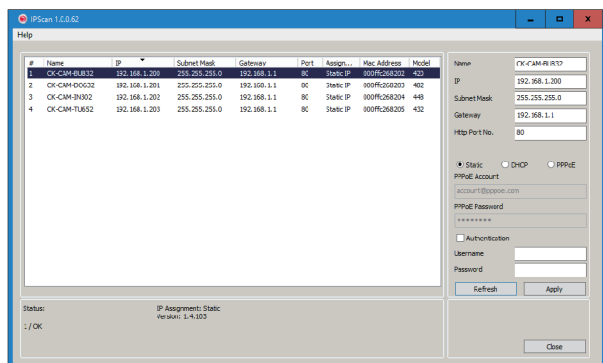 IPScan 1.0.0.62
Help
# Name IP Subnet Mask Gateway Port Assign... Mac Address Model
1 CK-CAM-BU832 192.168.1.200 255.255.255.0 192.168.1.1 80 Static IP 000ffc268202 420
2 CK-CAM-DOG32 192.168.1.201 255.255.255.0 192.168.1.1 80 Static IP 000ffc268203 402
3 CK-CAM-IN302 192.168.1.202 255.255.255.0 192.168.1.1 80 Static IP 000ffc268204 448
4 CK-CAM-TU652 192.168.1.203 255.255.255.0 192.168.1.1 80 Static IP 000ffc268205 432
Name CK-CAM-BU832
IP 192.168.1.200
Subnet Mask 255.255.255.0
Gateway 192.168.1.1
Http Port No. 80
Static DHCP PPPoE
PPPoE Account
account@pppoe.com
PPPoE Password
********
Authentication
Username
Password
Refresh Apply
Status: IP Assignment: Static
Version: 1.4.103
1 / OK
Close